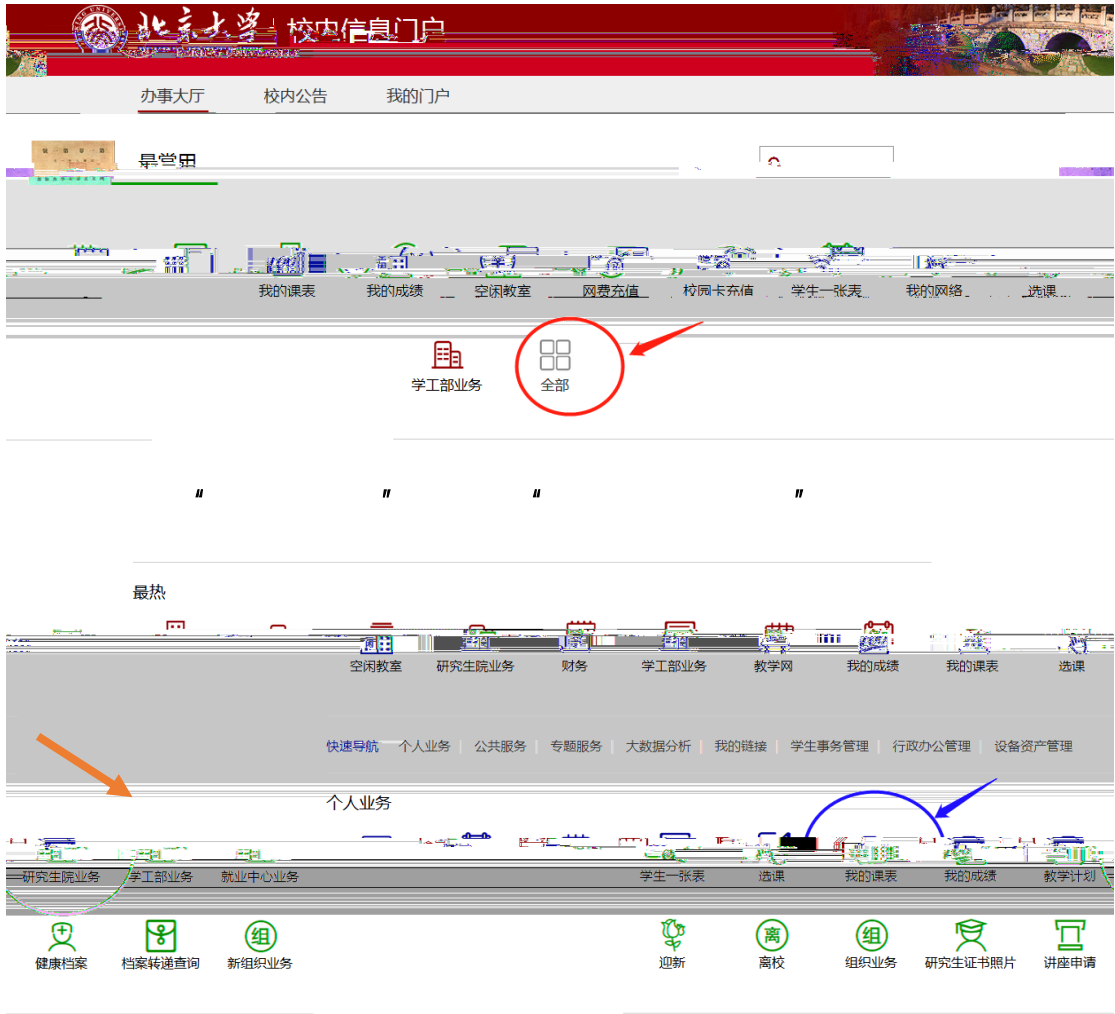 北京大学 校内信息门户
办事大厅 校内公告 我的门户
最常用
我的课表 我的成绩 空闲教室 网费充值 校园卡充值 学生一张表 我的网络 选课
学工部业务 全部
“ ” “ ”
最热
空闲教室 研究生院业务 财务 学工部业务 教学网 我的成绩 我的课表 选课
快速导航 个人业务 | 公共服务 | 专题服务 | 大数据分析 | 我的链接 | 学生事务管理 | 行政办公管理 | 设备资产管理
个人业务
研究生院业务 学工部业务 就业中心业务 学生一张表 选课 我的课表 我的成绩 教学计划
组 离 组
健康档案 档案转递查询 新组织业务 迎新 离校 组织业务 研究生证书照片 讲座申请